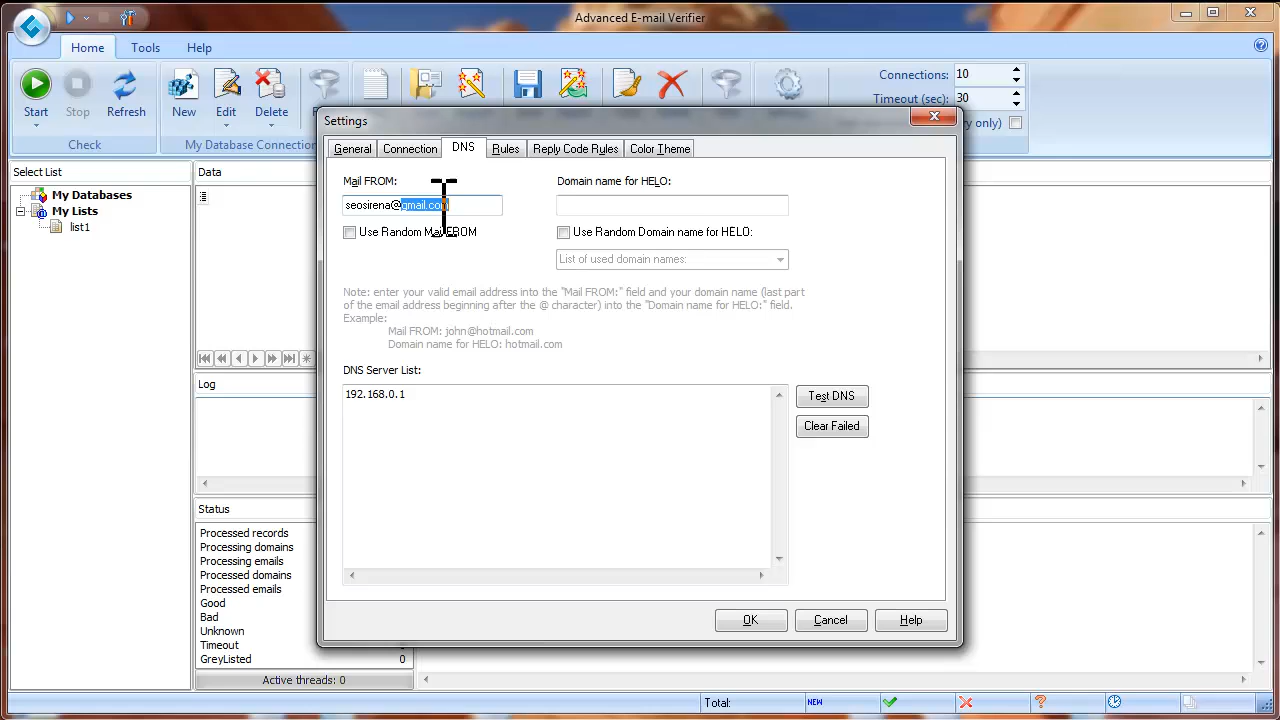 Advanced E-mail Verifier
Home Tools Help
Start Stop Refresh New Edit Delete
Connections: 10
Timeout (sec): 30
Check
My Database Connection
Settings
General Connection DNS Rules Reply Code Rules Color Theme
Select List
My Databases
My Lists
list1
Data
Log
Status
Processed records
Processing domains
Processing emails
Processed domains
Processed emails
Good
Bad
Unknown
Timeout
GreyListed 0
Active threads: 0
Mail FROM:
seosirena@gmail.com
Use Random Mail FROM
Domain name for HELO:
Use Random Domain name for HELO:
List of used domain names:
Note: enter your valid email address into the "Mail FROM:" field and your domain name (last part
of the email address beginning after the @ character) into the "Domain name for HELO:" field.
Example:
Mail FROM: john@hotmail.com
Domain name for HELO: hotmail.com
DNS Server List:
192.168.0.1
Test DNS
Clear Failed
OK Cancel Help
Total: NEW